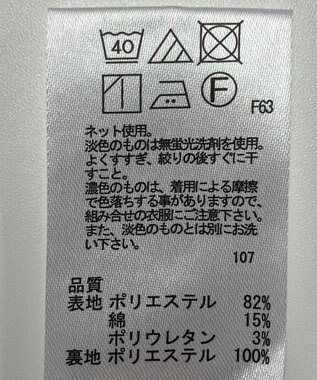 40
F
F63
ネット使用。
淡色のものは無蛍光洗剤を使用。
よくすすぎ、絞りの後すぐに干
すこと。
濃色のものは、着用による摩擦
で色落ちする事がありますので、
組み合せの衣服にご注意下さい。
また、淡色のものとは別にお洗
い下さい。
107
品質
表地 ポリエステル 82%
綿 15%
ポリウレタン 3%
裏地 ポリエステル 100%